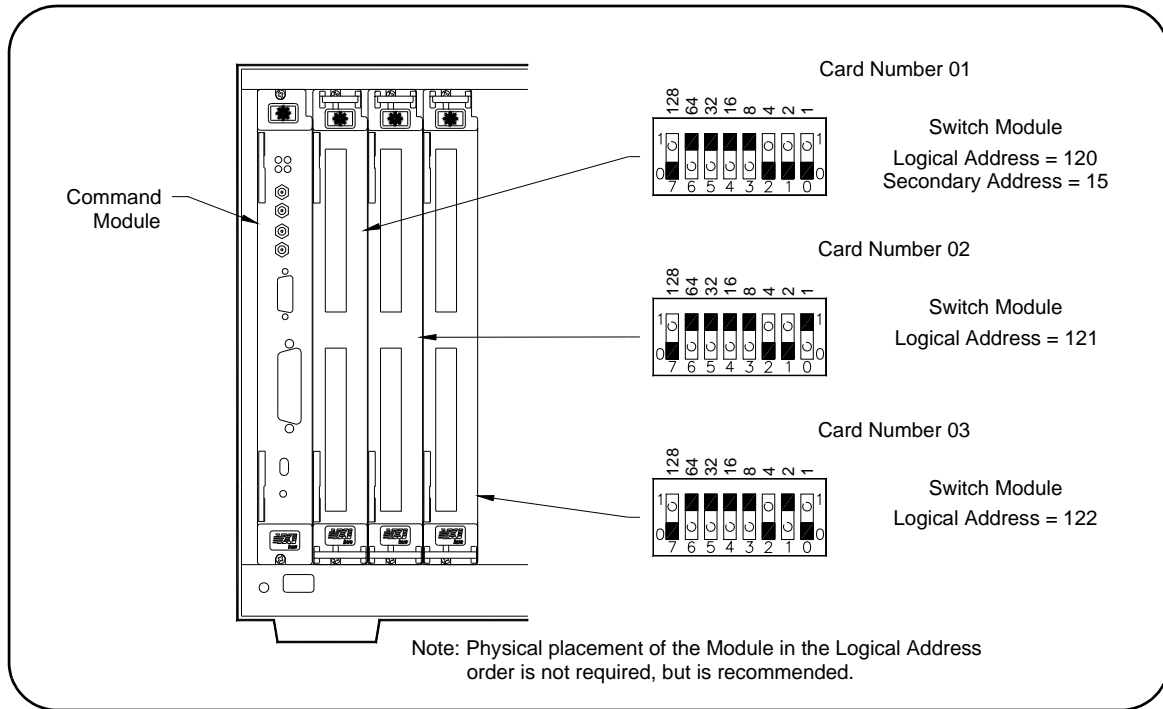 Card Number 01
128 64 32 16 8 4 2 1
1
0 0
7 6 5 4 3 2 1 0
Switch Module
Logical Address = 120
Secondary Address = 15
Command
Module
Card Number 02
128 64 32 16 8 4 2 1
1 1
0 0
7 6 5 4 3 2 1 0
Switch Module
Logical Address = 121
Card Number 03
128 64 32 16 8 4 2 1
1 1
0 0
7 6 5 4 3 2 1 0
Switch Module
Logical Address = 122
Note: Physical placement of the Module in the Logical Address
order is not required, but is recommended.